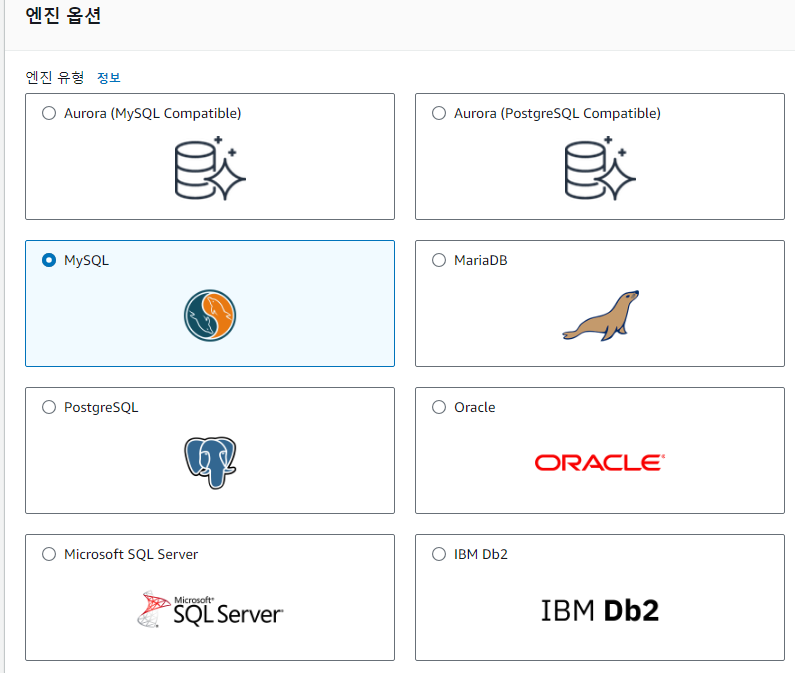 엔진 옵션
엔진 유형 정보
Aurora (MySQL Compatible)
Aurora (PostgreSQL Compatible)
MySQL
MariaDB
PostgreSQL
Oracle
ORACLE
Microsoft SQL Server
IBM Db2
Microsoft®
SQL Server
IBM Db2